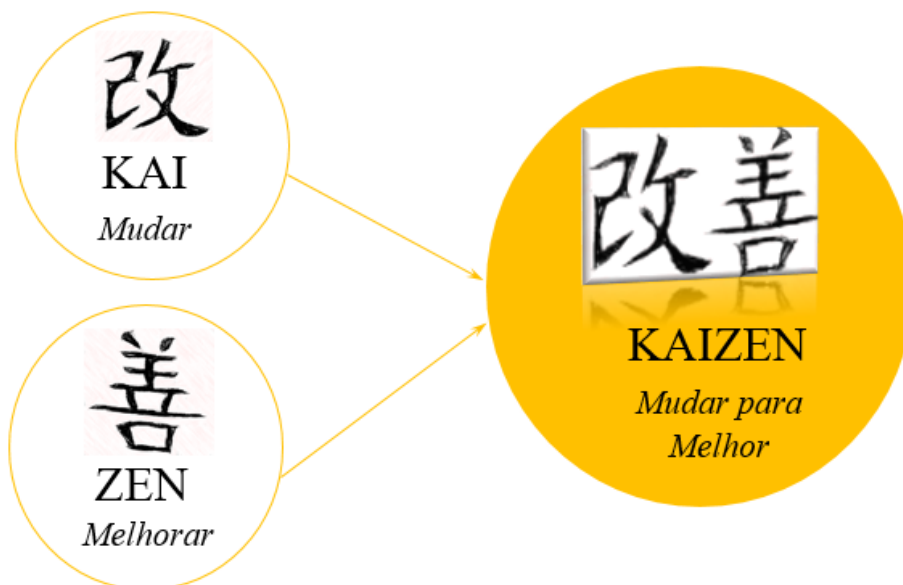 改
KAI
Mudar
善
ZEN
Melhorar
改善
KAIZEN
Mudar para
Melhor